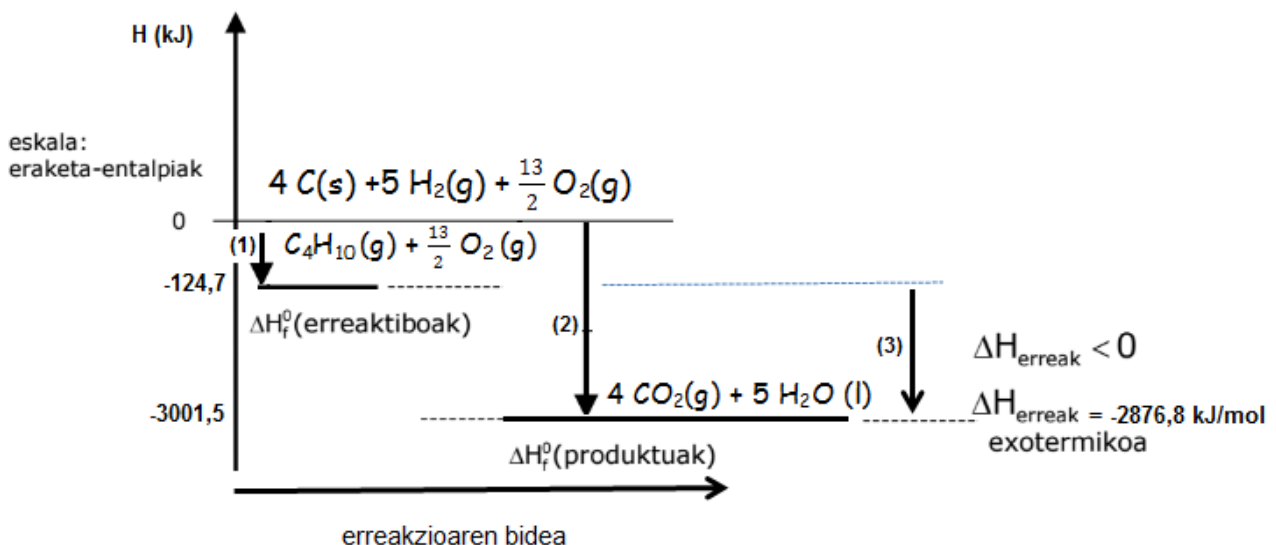 H (kJ)
eskala:
eraketa-entalpiak
4 C(s) +5 H₂(g) + 13/2 O₂(g)
0
(1) C₄H₁₀(g) + 13/2 O₂ (g)
-124,7
ΔH⁰f(erreaktiboak)
(2)
(3)
ΔHerreak < 0
4 CO₂(g) + 5 H₂O (l)
-3001,5
ΔHerreak = -2876,8 kJ/mol
exotermikoa
ΔH⁰f(produktuak)
erreakzioaren bidea